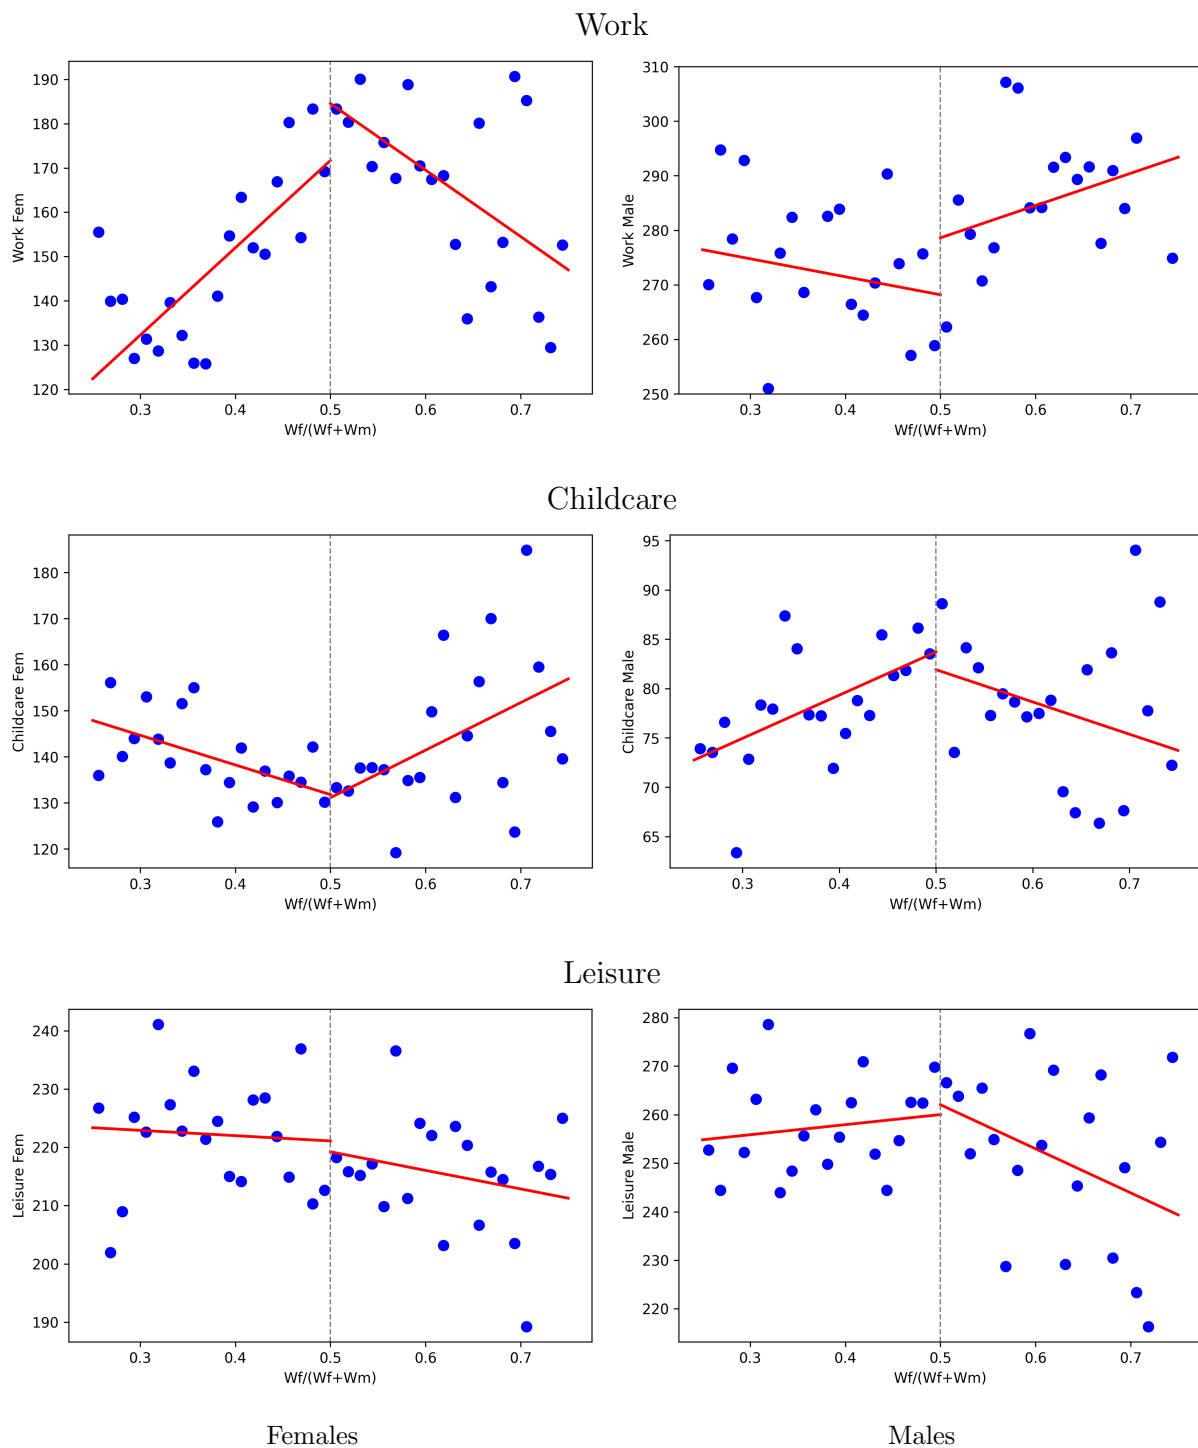 Work
190
180
170
160
150
140
130
120
Work Fem
0.3 0.4 0.5 0.6 0.7
Wf/(Wf+Wm)
310
300
290
280
270
260
250
Work Male
0.3 0.4 0.5 0.6 0.7
Wf/(Wf+Wm)
Childcare
180
170
160
150
140
130
120
Childcare Fem
0.3 0.4 0.5 0.6 0.7
Wf/(Wf+Wm)
95
90
85
80
75
70
65
Childcare Male
0.3 0.4 0.5 0.6 0.7
Wf/(Wf+Wm)
Leisure
240
230
220
210
200
190
Leisure Fem
0.3 0.4 0.5 0.6 0.7
Wf/(Wf+Wm)
280
270
260
250
240
230
220
Leisure Male
0.3 0.4 0.5 0.6 0.7
Wf/(Wf+Wm)
Females
Males